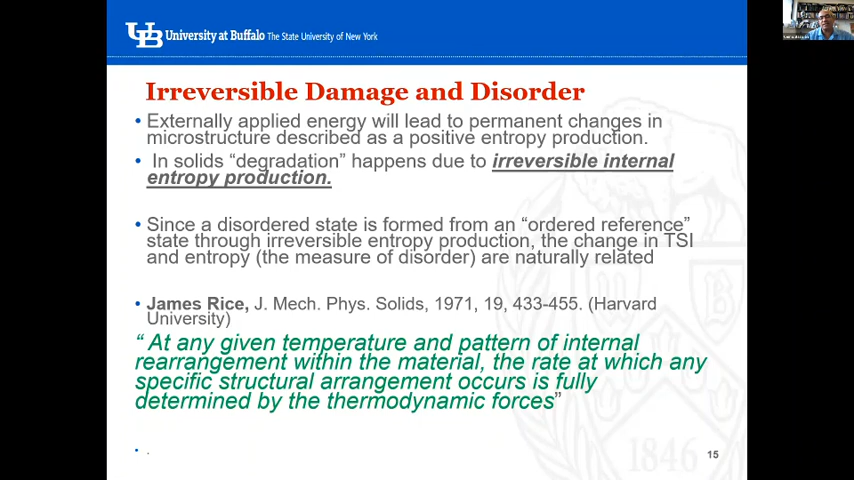 UB University at Buffalo The State University of New York
Irreversible Damage and Disorder
• Externally applied energy will lead to permanent changes in
microstructure described as a positive entropy production.
• In solids “degradation” happens due to irreversible internal
entropy production.
• Since a disordered state is formed from an “ordered reference”
state through irreversible entropy production, the change in TSI
and entropy (the measure of disorder) are naturally related
• James Rice, J. Mech. Phys. Solids, 1971, 19, 433-455. (Harvard
University)
“ At any given temperature and pattern of internal
rearrangement within the material, the rate at which any
specific structural arrangement occurs is fully
determined by the thermodynamic forces”
• .
1846
15